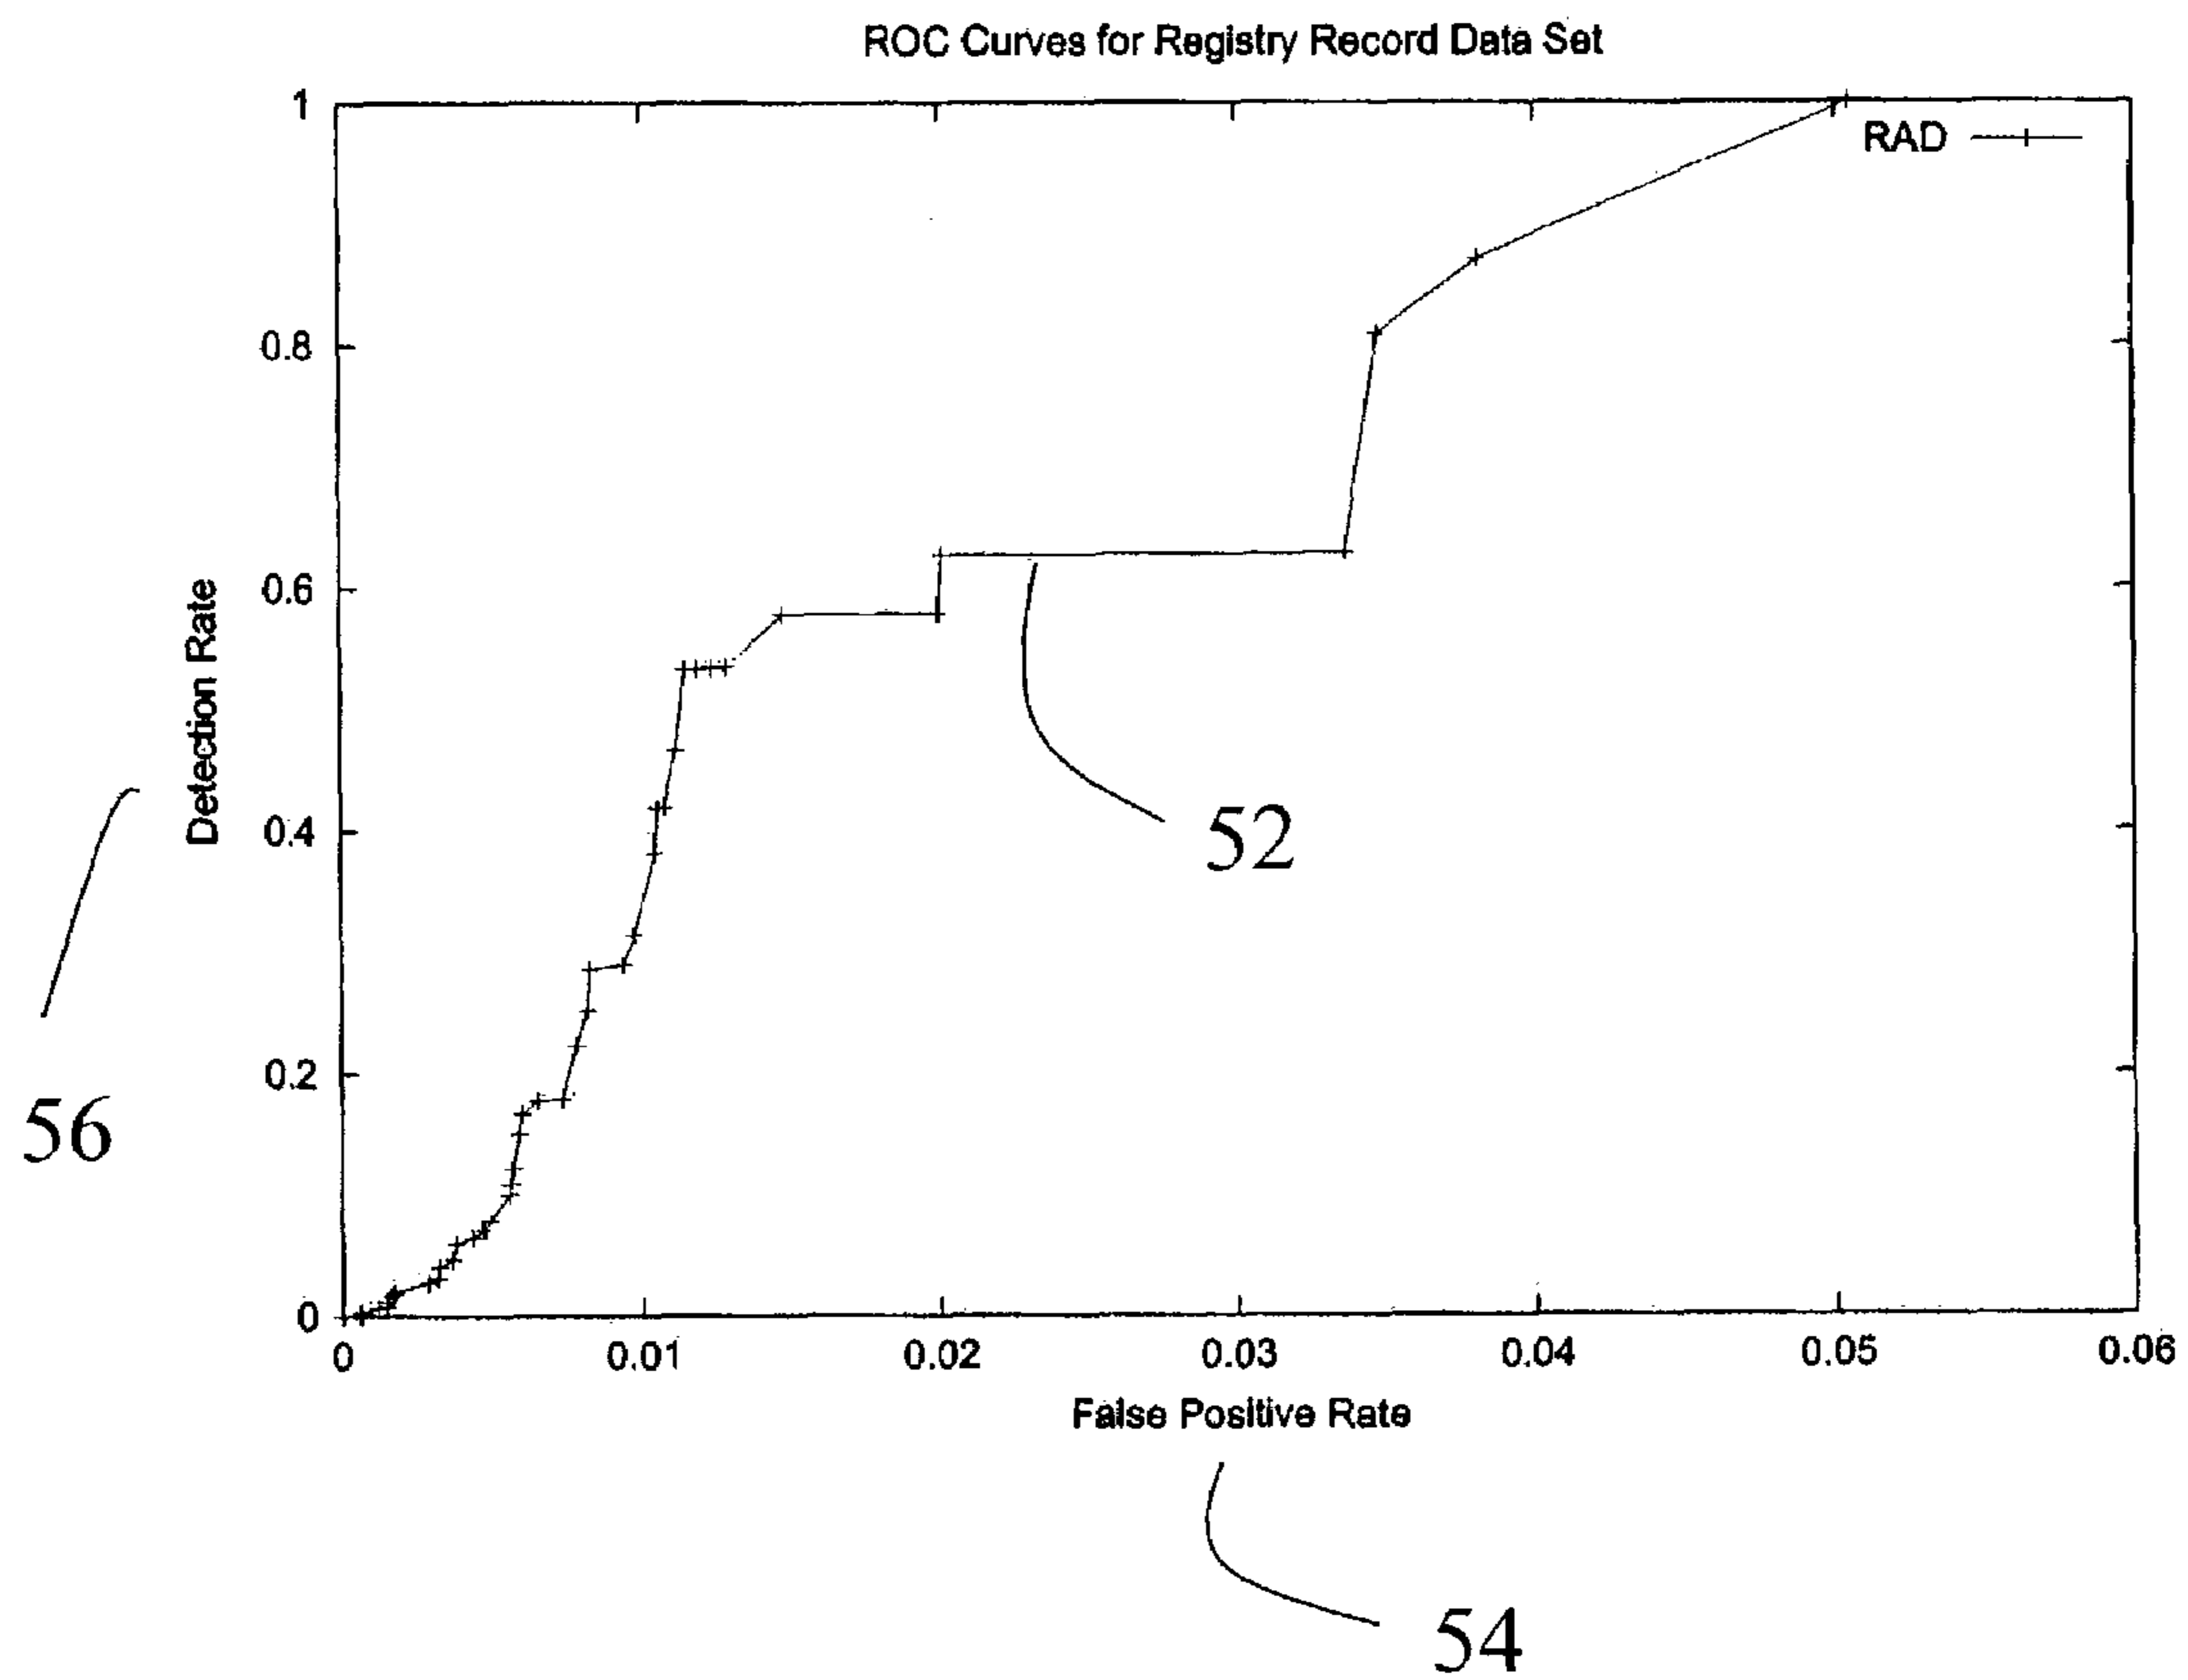 ROC Curves for Registry Record Data Set
1
RAD
0.8
0.6
Detection Rate
0.4
52
0.2
56
0
0 0.01 0.02 0.03 0.04 0.05 0.06
False Positive Rate
54